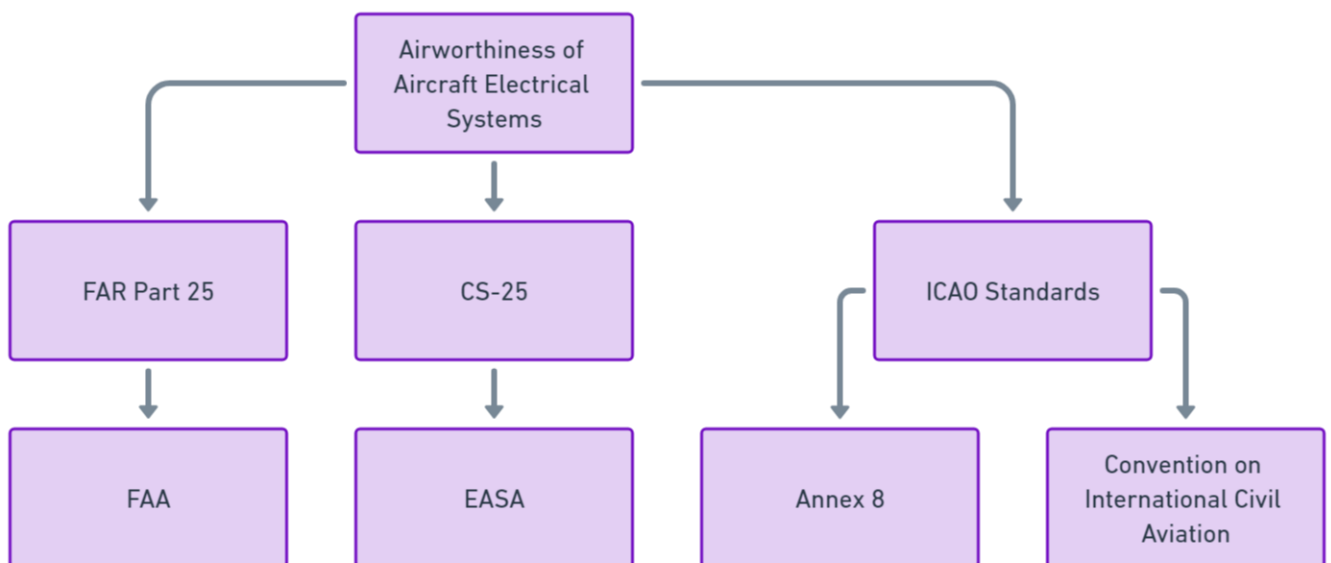 Airworthiness of
Aircraft Electrical
Systems
FAR Part 25
CS-25
ICAO Standards
FAA
EASA
Annex 8
Convention on
International Civil
Aviation